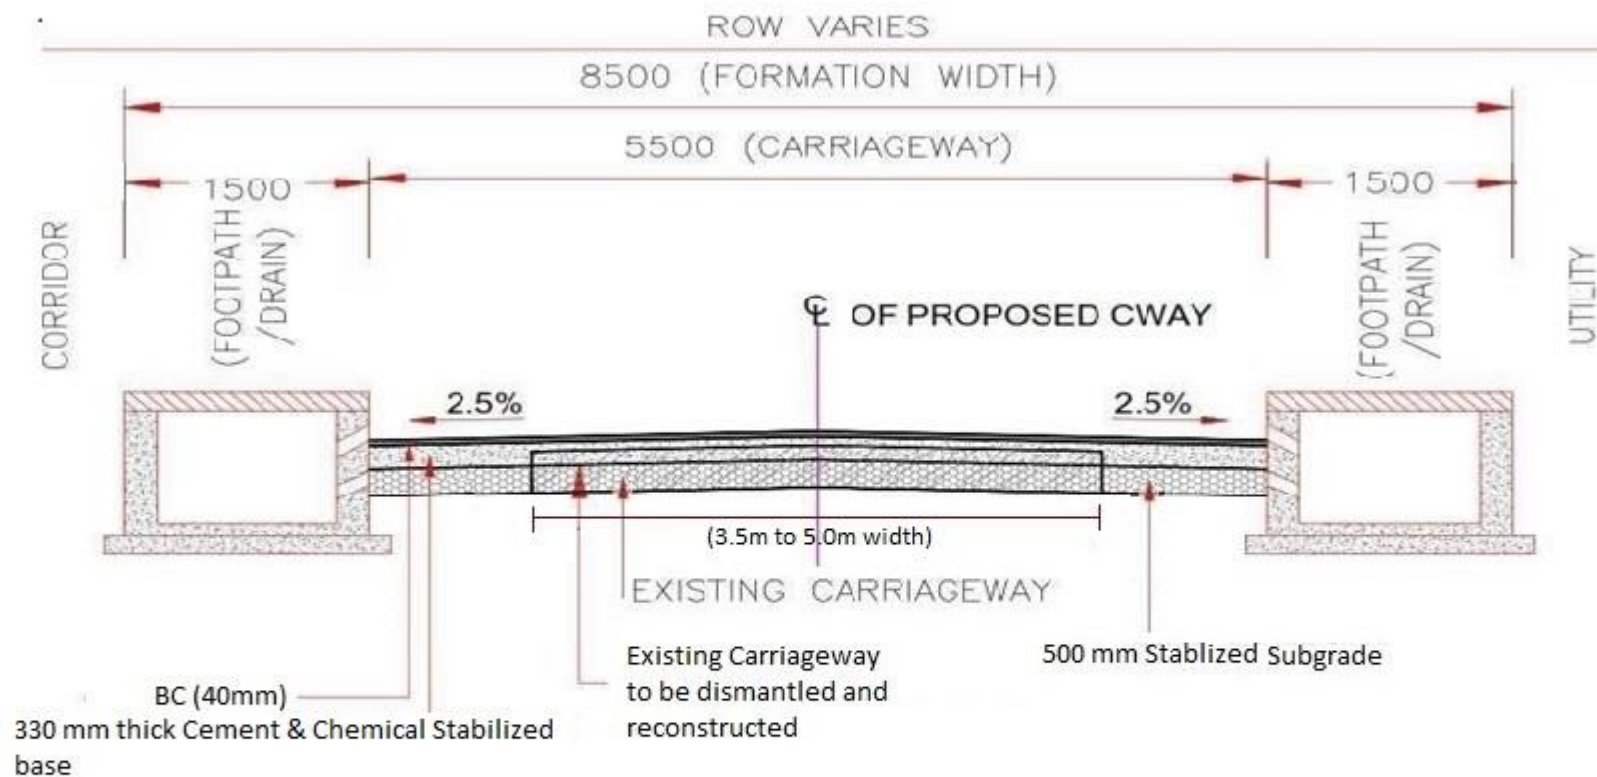 ROW VARIES
8500 (FORMATION WIDTH)
5500 (CARRIAGEWAY)
1500
1500
(FOOTPATH
/DRAIN)
(FOOTPATH
/DRAIN)
CORRIDOR
UTILITY
℄ OF PROPOSED CWAY
2.5%
2.5%
(3.5m to 5.0m width)
EXISTING CARRIAGEWAY
Existing Carriageway
to be dismantled and
reconstructed
500 mm Stablized Subgrade
BC (40mm)
330 mm thick Cement & Chemical Stabilized
base